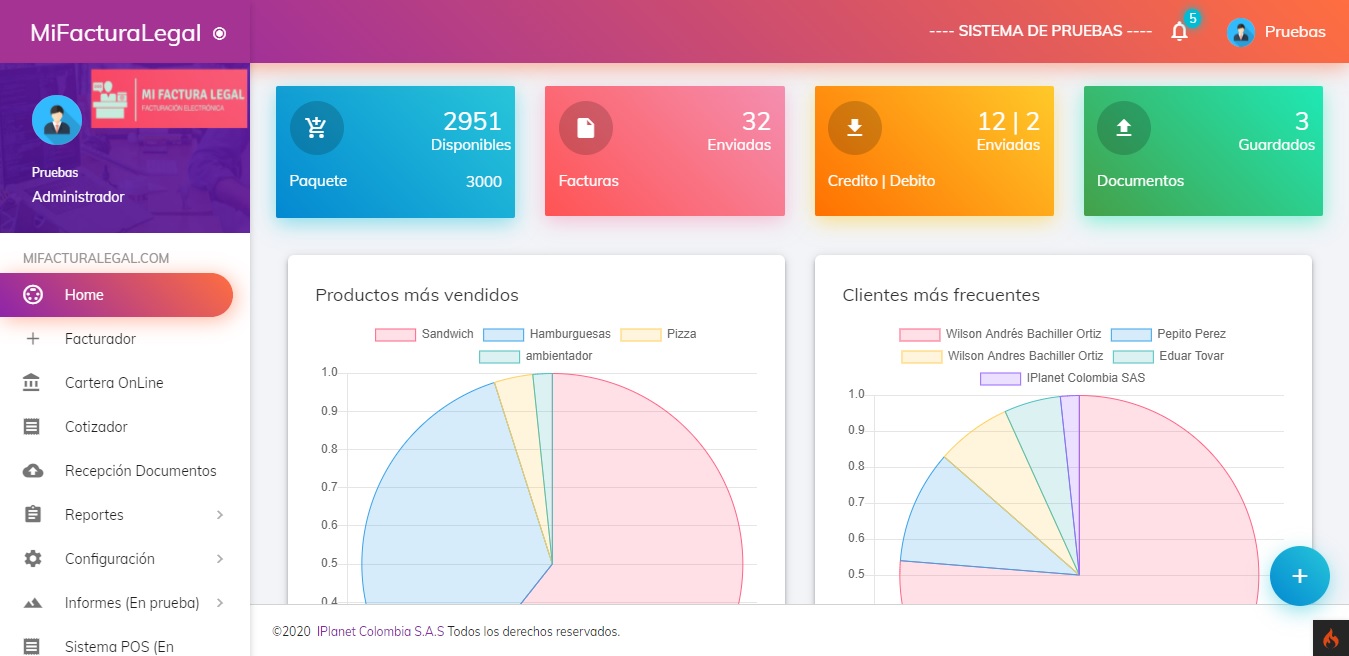 MiFacturaLegal
---- SISTEMA DE PRUEBAS ----
5
Pruebas
MI FACTURA LEGAL
FACTURACIÓN ELECTRÓNICA
Pruebas
Administrador
MIFACTURALEGAL.COM
Home
Facturador
Cartera OnLine
Cotizador
Recepción Documentos
Reportes
Configuración
Informes (En prueba)
Sistema POS (En
2951
Disponibles
Paquete 3000
32
Enviadas
Facturas
12 | 2
Enviadas
Credito | Debito
3
Guardados
Documentos
Productos más vendidos
Sandwich Hamburguesas Pizza
ambientador
1.0
0.9
0.8
0.7
0.6
0.5
0.4
Clientes más frecuentes
Wilson Andrés Bachiller Ortiz Pepito Perez
Wilson Andres Bachiller Ortiz Eduar Tovar
IPlanet Colombia SAS
1.0
0.9
0.8
0.7
0.6
0.5
©2020 IPlanet Colombia S.A.S Todos los derechos reservados.